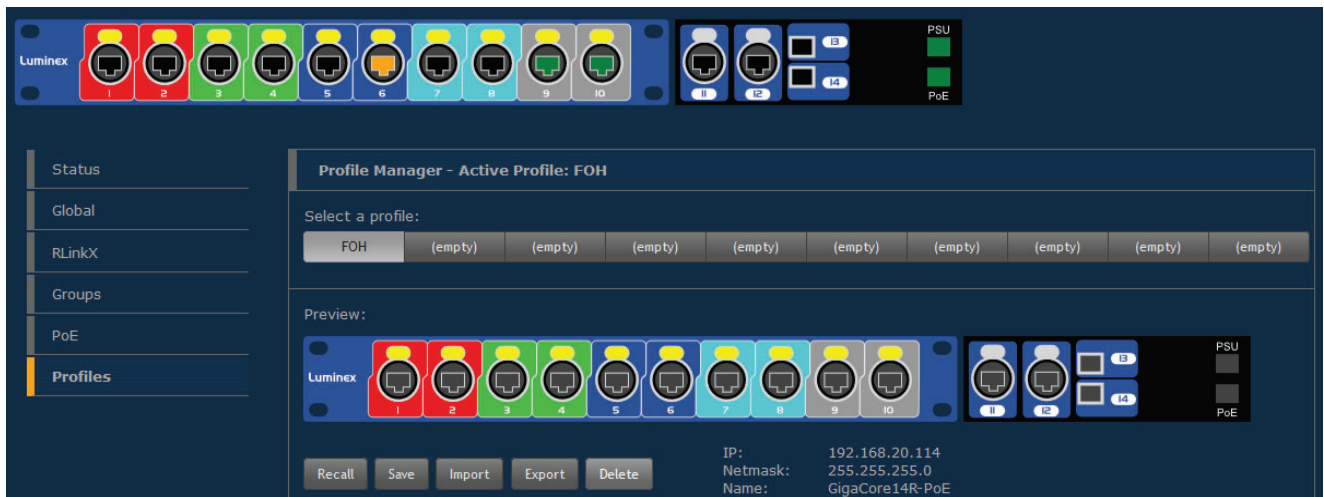 PSU
Luminex
13
14
1 2 3 4 5 6 7 8 9 10 11 12
PoE
Status
Global
RLinkX
Groups
PoE
Profiles
Profile Manager - Active Profile: FOH
Select a profile:
FOH (empty) (empty) (empty) (empty) (empty) (empty) (empty) (empty) (empty)
Preview:
PSU
Luminex
13
14
1 2 3 4 5 6 7 8 9 10 11 12
PoE
Recall Save Import Export Delete
IP: 192.168.20.114
Netmask: 255.255.255.0
Name: GigaCore14R-PoE